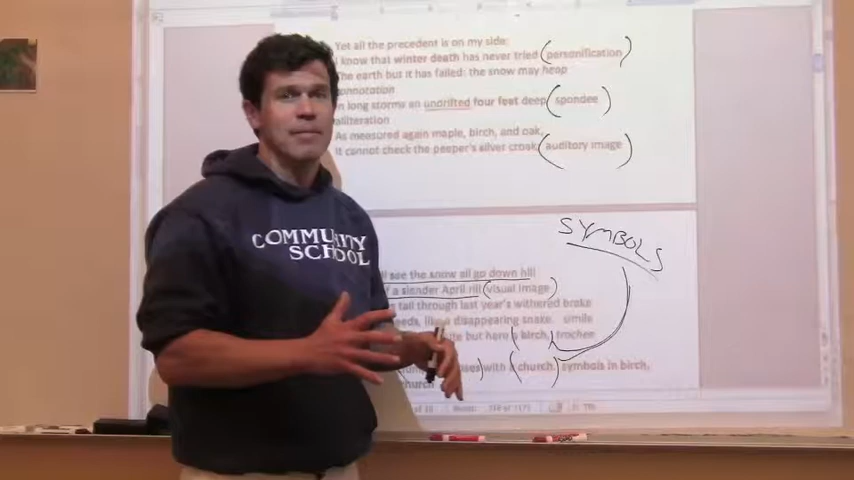 Yet all the precedent is on my side:
I know that winter death has never tried (personification)
The earth but it has failed: the snow may heap
connotation
In long storms an undrifted four feet deep (spondee)
alliteration
As measured again maple, birch, and oak,
It cannot check the peeper's silver croak (auditory image)
SYMBOLS
see the snow all go down hill
a slender April rill (visual image)
tail through last year's withered brake
like a disappearing snake. simile
but here birch, trochee
with church, symbols in birch,
church
COMMUNITY
SCHOOL